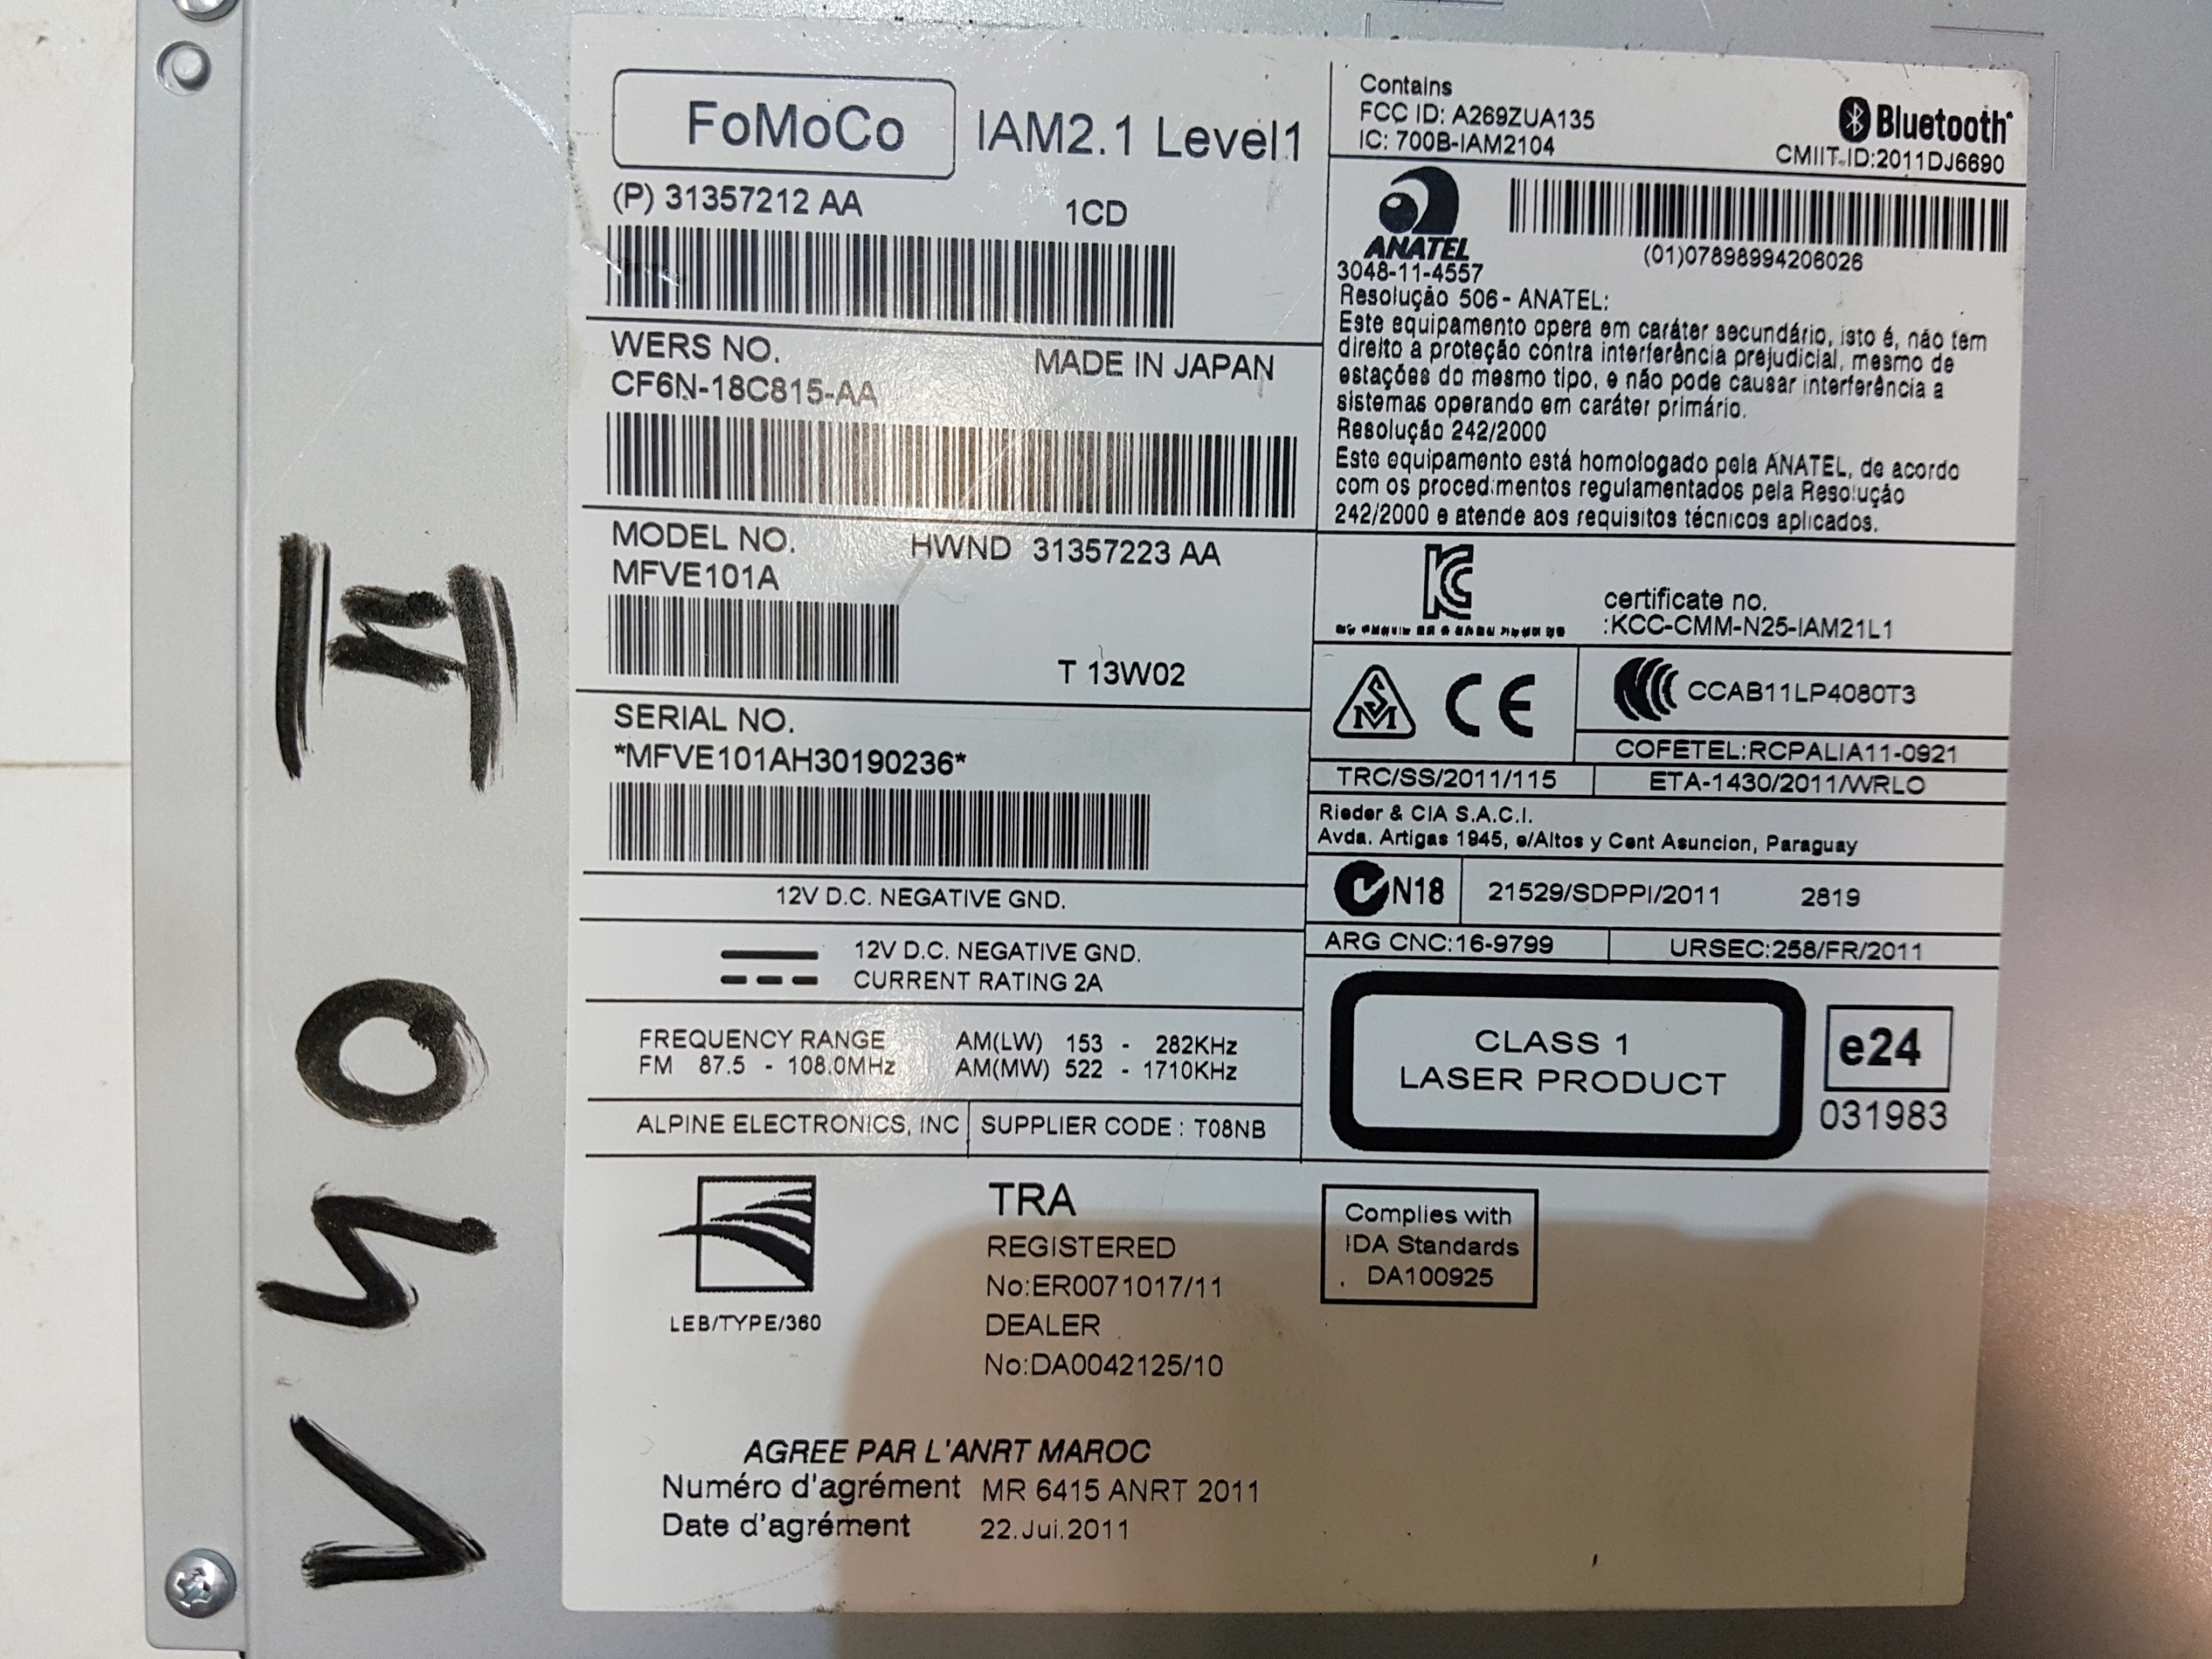 FoMoCo IAM2.1 Level1
(P) 31357212 AA 1CD
WERS NO. MADE IN JAPAN
CF6N-18C815-AA
MODEL NO. HWND 31357223 AA
MFVE101A
T 13W02
SERIAL NO.
*MFVE101AH30190236*
12V D.C. NEGATIVE GND.
12V D.C. NEGATIVE GND.
CURRENT RATING 2A
FREQUENCY RANGE AM(LW) 153 - 282KHz
FM 87.5 - 108.0MHz AM(MW) 522 - 1710KHz
ALPINE ELECTRONICS, INC SUPPLIER CODE : T08NB
Contains
FCC ID: A269ZUA135
IC: 700B-IAM2104
Bluetooth
CMIIT ID:2011DJ6690
ANATEL
(01)07898994206026
3048-11-4557
Resolução 506 - ANATEL:
Este equipamento opera em caráter secundário, isto é, não tem
direito a proteção contra interferência prejudicial, mesmo de
estações do mesmo tipo, e não pode causar interferência a
sistemas operando em caráter primário.
Resolução 242/2000
Este equipamento está homologado pela ANATEL, de acordo
com os procedimentos regulamentados pela Resolução
242/2000 e atende aos requisitos técnicos aplicados.
certificate no.
:KCC-CMM-N25-IAM21L1
CE
CCAB11LP4080T3
COFETEL:RCPALIA11-0921
TRC/SS/2011/115 ETA-1430/2011/WRLO
Rieder & CIA S.A.C.I.
Avda. Artigas 1945, e/Altos y Cent Asuncion, Paraguay
N18 21529/SDPPI/2011 2819
ARG CNC:16-9799 URSEC:258/FR/2011
CLASS 1
LASER PRODUCT
e24
031983
LEB/TYPE/360
TRA
REGISTERED
No:ER0071017/11
DEALER
No:DA0042125/10
Complies with
IDA Standards
DA100925
AGREE PAR L'ANRT MAROC
Numéro d'agrément MR 6415 ANRT 2011
Date d'agrément 22.Jui.2011
V40